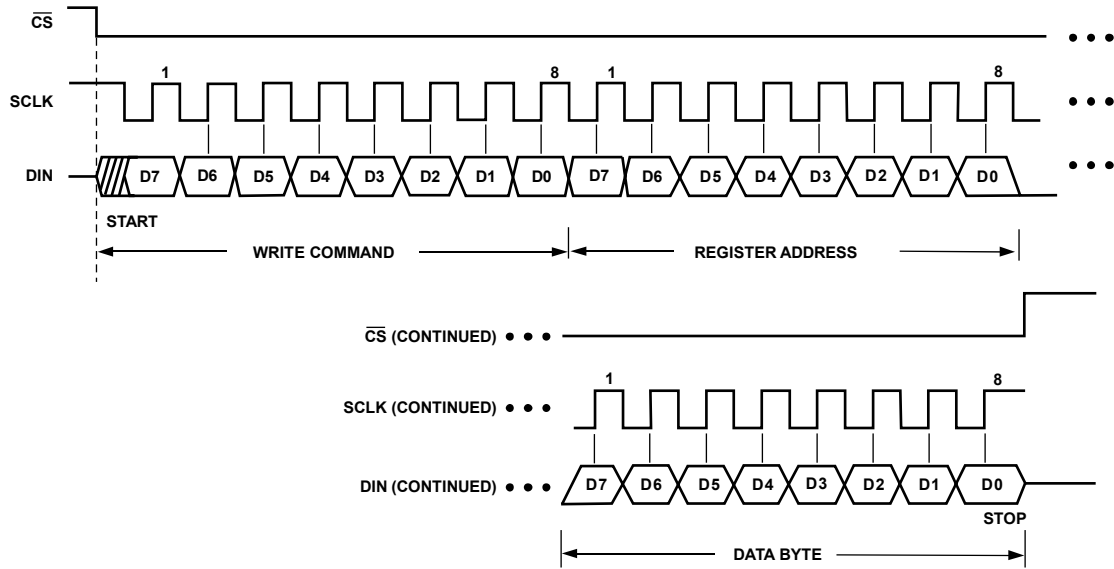 CS
1 8 1 8
SCLK
DIN D7 D6 D5 D4 D3 D2 D1 D0 D7 D6 D5 D4 D3 D2 D1 D0
START
WRITE COMMAND REGISTER ADDRESS
CS (CONTINUED)
1 8
SCLK (CONTINUED)
DIN (CONTINUED) D7 D6 D5 D4 D3 D2 D1 D0
STOP
DATA BYTE